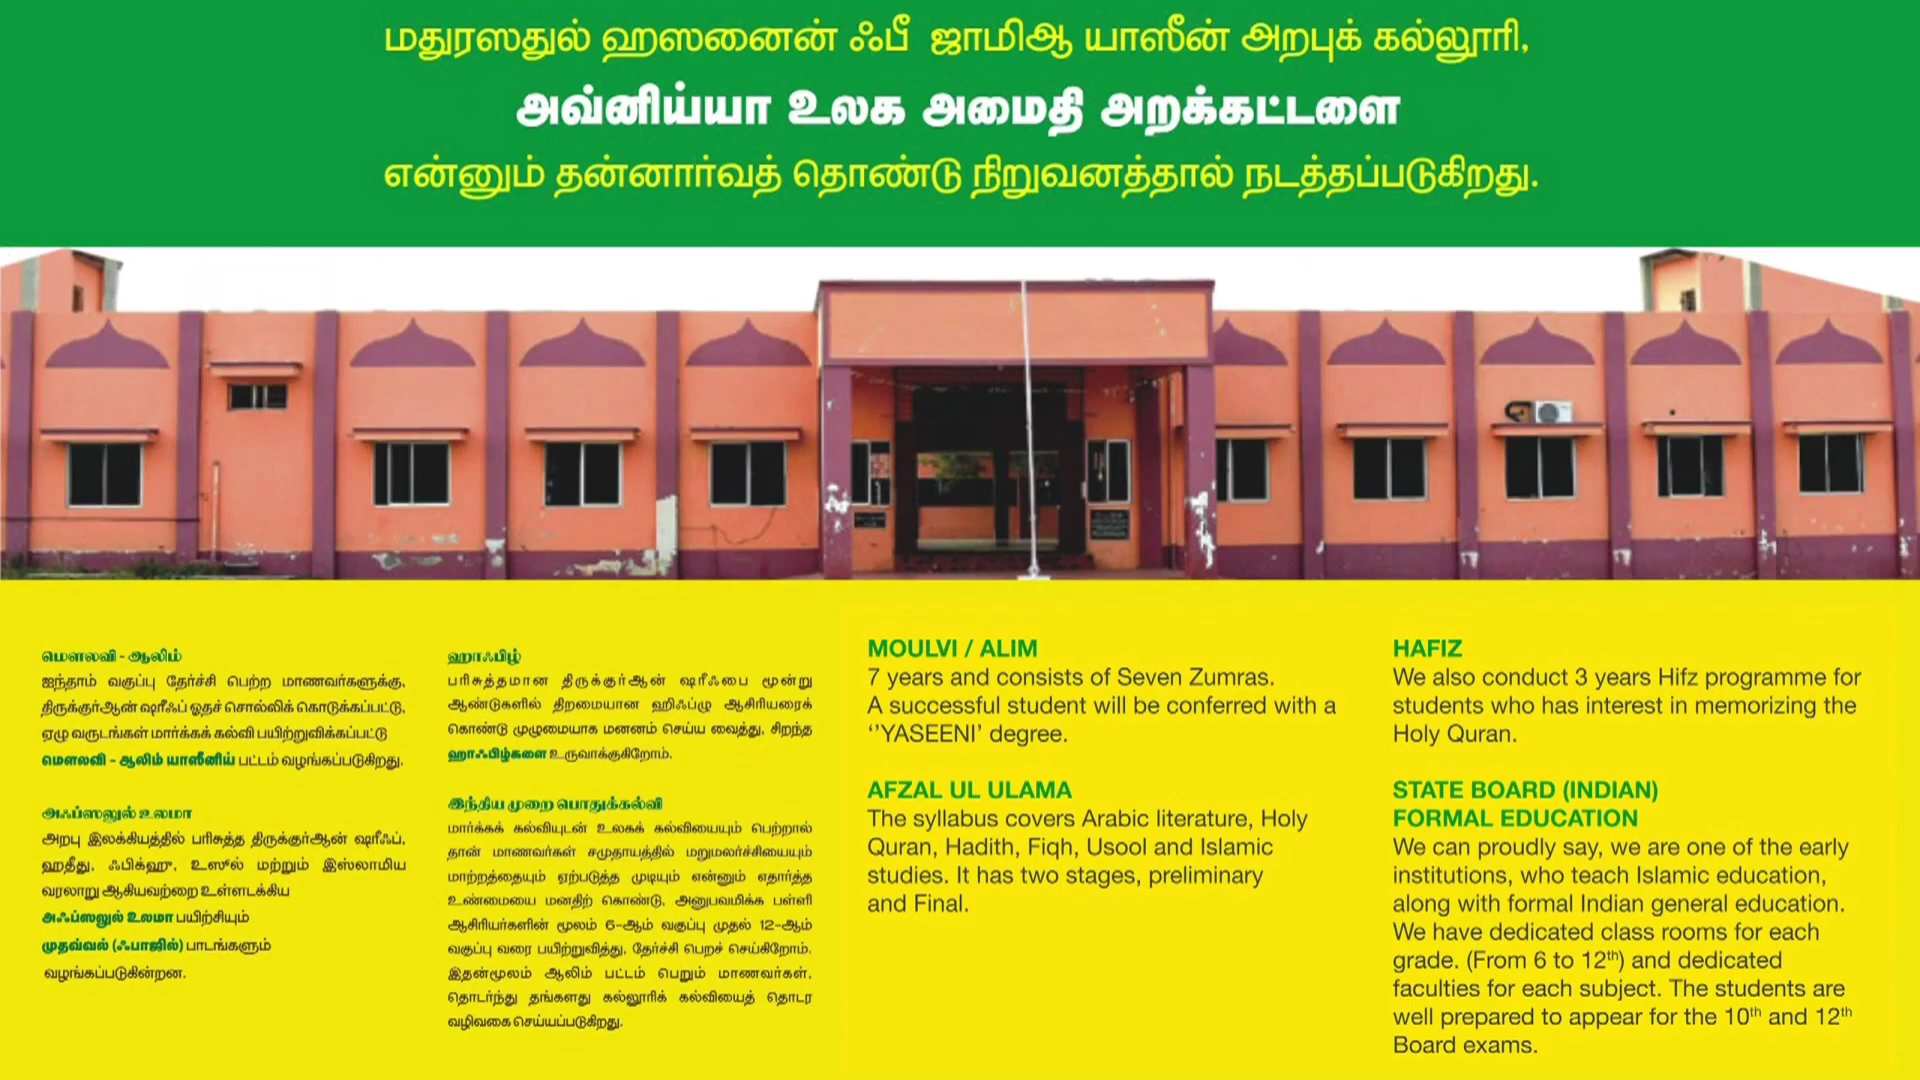 மதுரஸதுல் ஹஸனைன் ஃபீ ஜாமிஆ யாஸீன் அறபுக் கல்லூரி,
அவ்னிய்யா உலக அமைதி அறக்கட்டளை
என்னும் தன்னார்வத் தொண்டு நிறுவனத்தால் நடத்தப்படுகிறது.
மௌலவி - ஆலிம்
ஐந்தாம் வகுப்பு தேர்ச்சி பெற்ற மாணவர்களுக்கு,
திருக்குர்ஆன் ஷரீஃப் ஓதச் சொல்லிக் கொடுக்கப்பட்டு,
ஏழு வருடங்கள் மார்க்கக் கல்வி பயிற்றுவிக்கப்பட்டு
மௌலவி - ஆலிம் யாஸீனிய் பட்டம் வழங்கப்படுகிறது.
அஃப்ஸலுல் உலமா
அறபு இலக்கியத்தில் பரிசுத்த திருக்குர்ஆன் ஷரீஃப்,
ஹதீது, ஃபிக்ஹு, உஸூல் மற்றும் இஸ்லாமிய
வரலாறு ஆகியவற்றை உள்ளடக்கிய
அஃப்ஸலுல் உலமா பயிற்சியும்
முதவ்வல் (ஃபாஜில்) பாடங்களும்
வழங்கப்படுகின்றன.
ஹாஃபிழ்
பரிசுத்தமான திருக்குர்ஆன் ஷரீஃபை மூன்று
ஆண்டுகளில் திறமையான ஹிஃப்ழு ஆசிரியரைக்
கொண்டு முழுமையாக மனனம் செய்ய வைத்து, சிறந்த
ஹாஃபிழ்களை உருவாக்குகிறோம்.
இந்திய முறை பொதுக்கல்வி
மார்க்கக் கல்வியுடன் உலகக் கல்வியையும் பெற்றால்
தான் மாணவர்கள் சமுதாயத்தில் மறுமலர்ச்சியையும்
மாற்றத்தையும் ஏற்படுத்த முடியும் என்னும் எதார்த்த
உண்மையை மனதிற் கொண்டு, அனுபவமிக்க பள்ளி
ஆசிரியர்களின் மூலம் 6-ஆம் வகுப்பு முதல் 12-ஆம்
வகுப்பு வரை பயிற்றுவித்து, தேர்ச்சி பெறச் செய்கிறோம்.
இதன்மூலம் ஆலிம் பட்டம் பெறும் மாணவர்கள்,
தொடர்ந்து தங்களது கல்லூரிக் கல்வியைத் தொடர
வழிவகை செய்யப்படுகிறது.
MOULVI / ALIM
7 years and consists of Seven Zumras.
A successful student will be conferred with a
‘’YASEENI’ degree.
AFZAL UL ULAMA
The syllabus covers Arabic literature, Holy
Quran, Hadith, Fiqh, Usool and Islamic
studies. It has two stages, preliminary
and Final.
HAFIZ
We also conduct 3 years Hifz programme for
students who has interest in memorizing the
Holy Quran.
STATE BOARD (INDIAN)
FORMAL EDUCATION
We can proudly say, we are one of the early
institutions, who teach Islamic education,
along with formal Indian general education.
We have dedicated class rooms for each
grade. (From 6 to 12th) and dedicated
faculties for each subject. The students are
well prepared to appear for the 10th and 12th
Board exams.